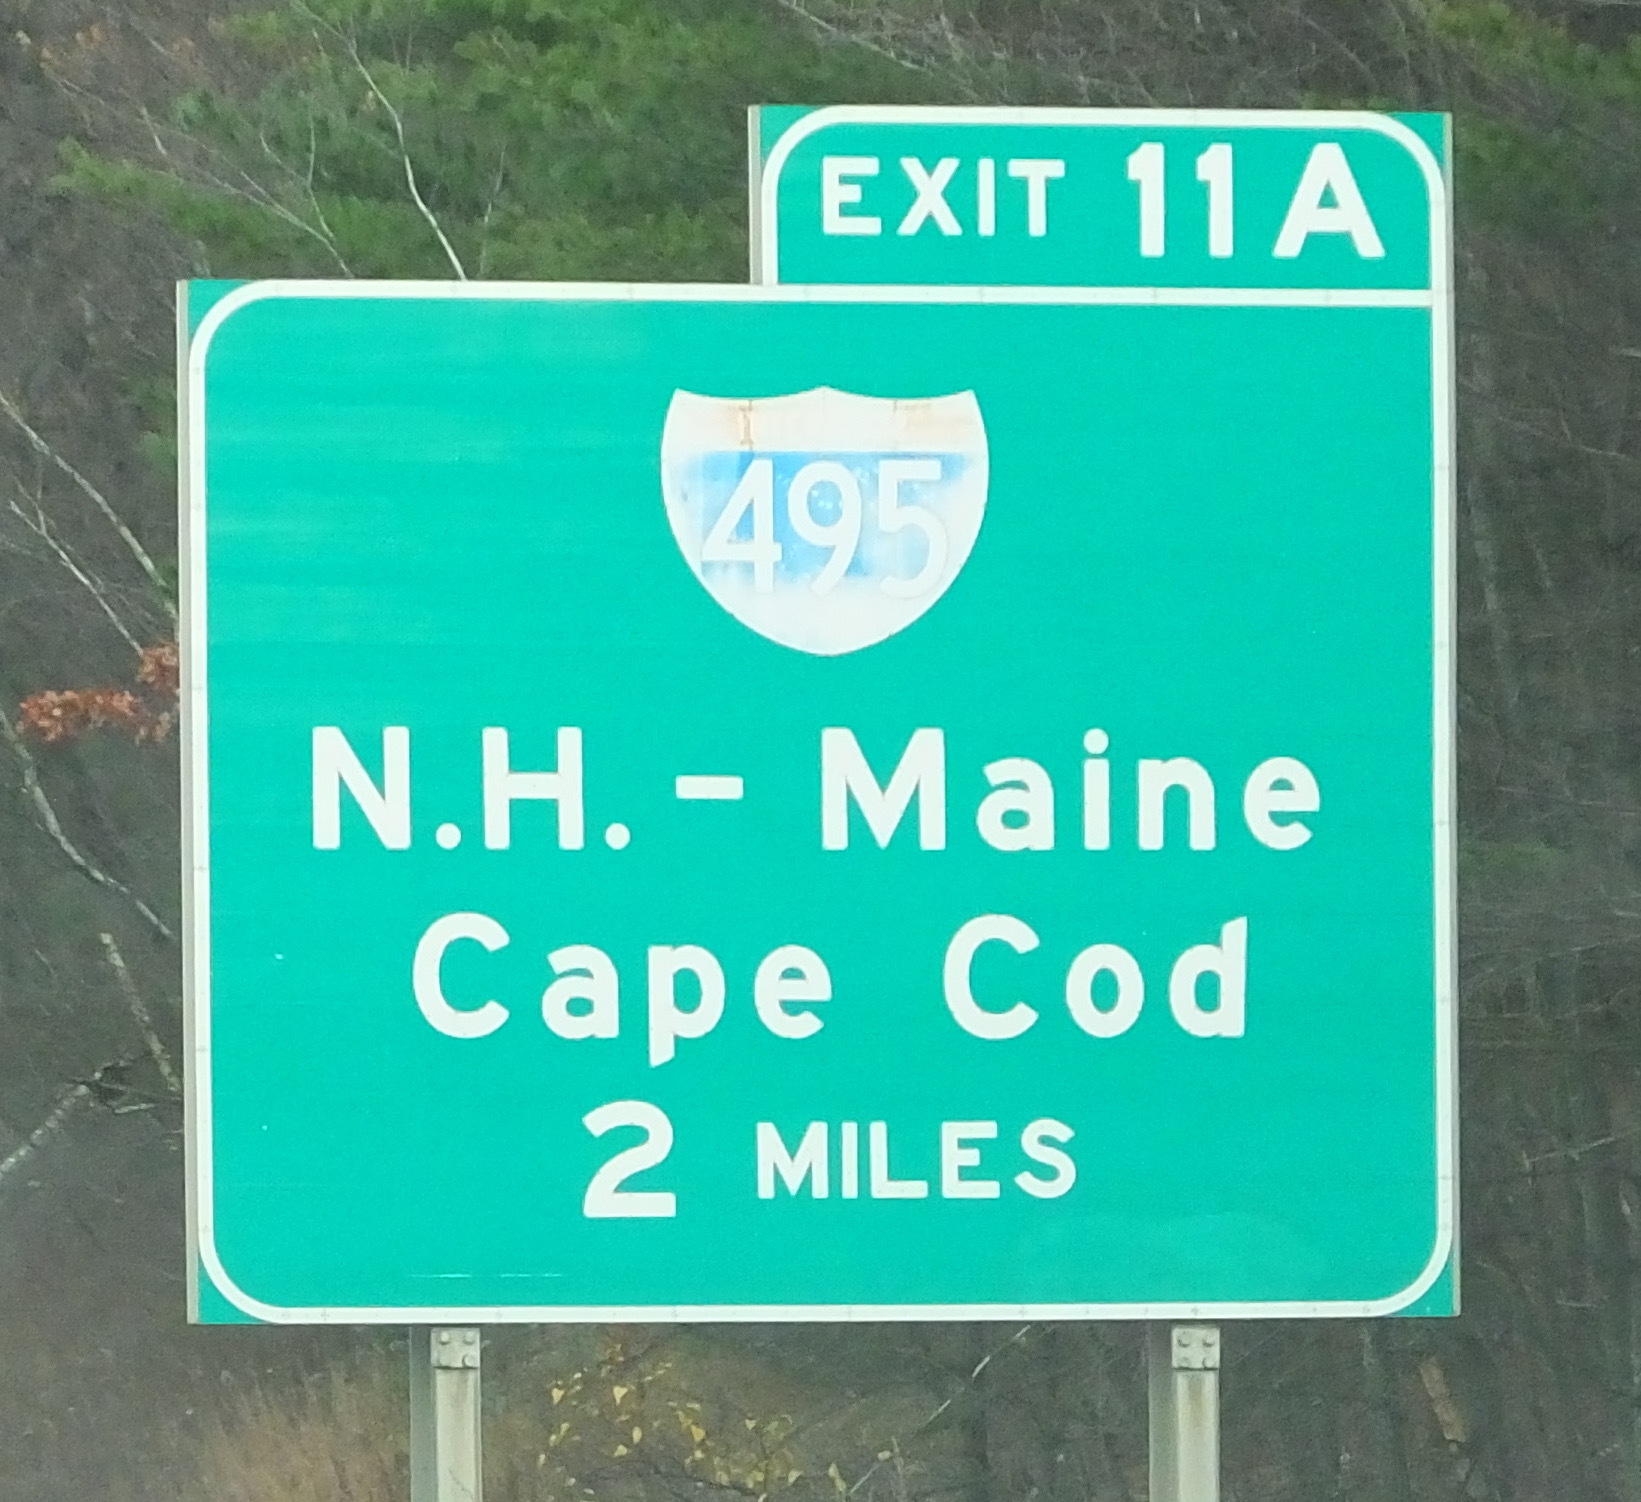 EXIT 11A
495
N.H. - Maine
Cape Cod
2 MILES